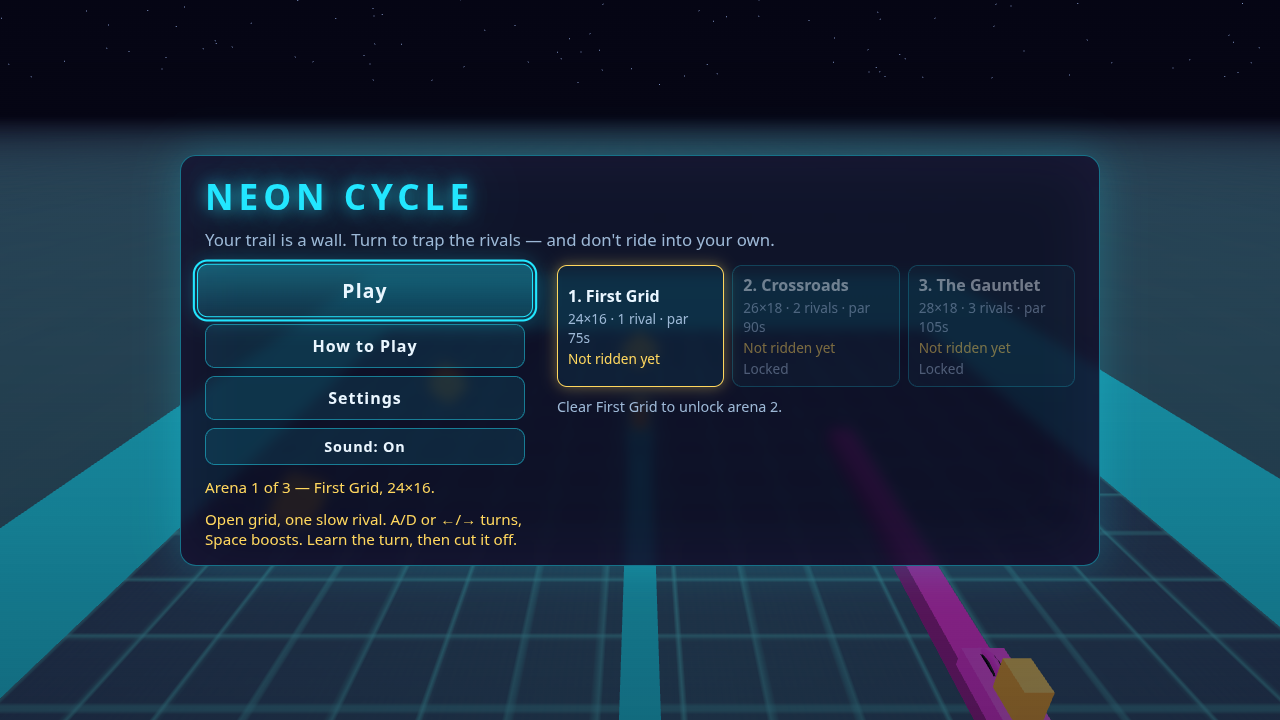 NEON CYCLE
Your trail is a wall. Turn to trap the rivals — and don't ride into your own.
Play
How to Play
Settings
Sound: On
Arena 1 of 3 — First Grid, 24×16.
Open grid, one slow rival. A/D or ←/→ turns,
Space boosts. Learn the turn, then cut it off.
1. First Grid
24×16 · 1 rival · par
75s
Not ridden yet
2. Crossroads
26×18 · 2 rivals · par
90s
Not ridden yet
Locked
3. The Gauntlet
28×18 · 3 rivals · par
105s
Not ridden yet
Locked
Clear First Grid to unlock arena 2.